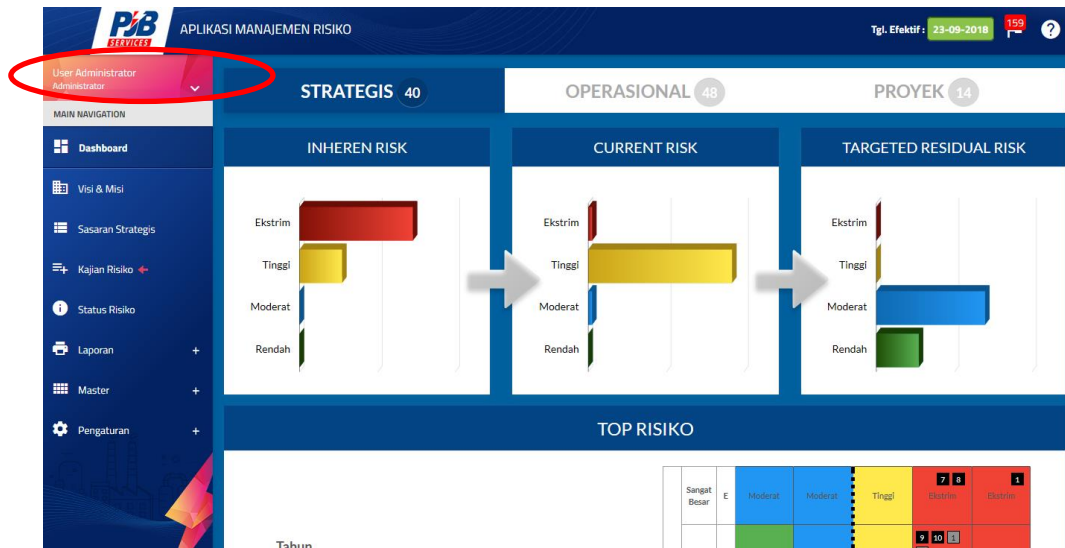 PJB
SERVICES
APLIKASI MANAJEMEN RISIKO
Tgl. Efektif : 23-09-2018
159
?
User Administrator
Administrator
MAIN NAVIGATION
Dashboard
Visi & Misi
Sasaran Strategis
Kajian Risiko
Status Risiko
Laporan +
Master +
Pengaturan +
STRATEGIS 40
OPERASIONAL 48
PROYEK 14
INHEREN RISK
Ekstrim
Tinggi
Moderat
Rendah
CURRENT RISK
Ekstrim
Tinggi
Moderat
Rendah
TARGETED RESIDUAL RISK
Ekstrim
Tinggi
Moderat
Rendah
TOP RISIKO
Tahun
Sangat
Besar
E
Moderat
Moderat
Tinggi
7 8
Ekstrim
1
Ekstrim
9 10 1